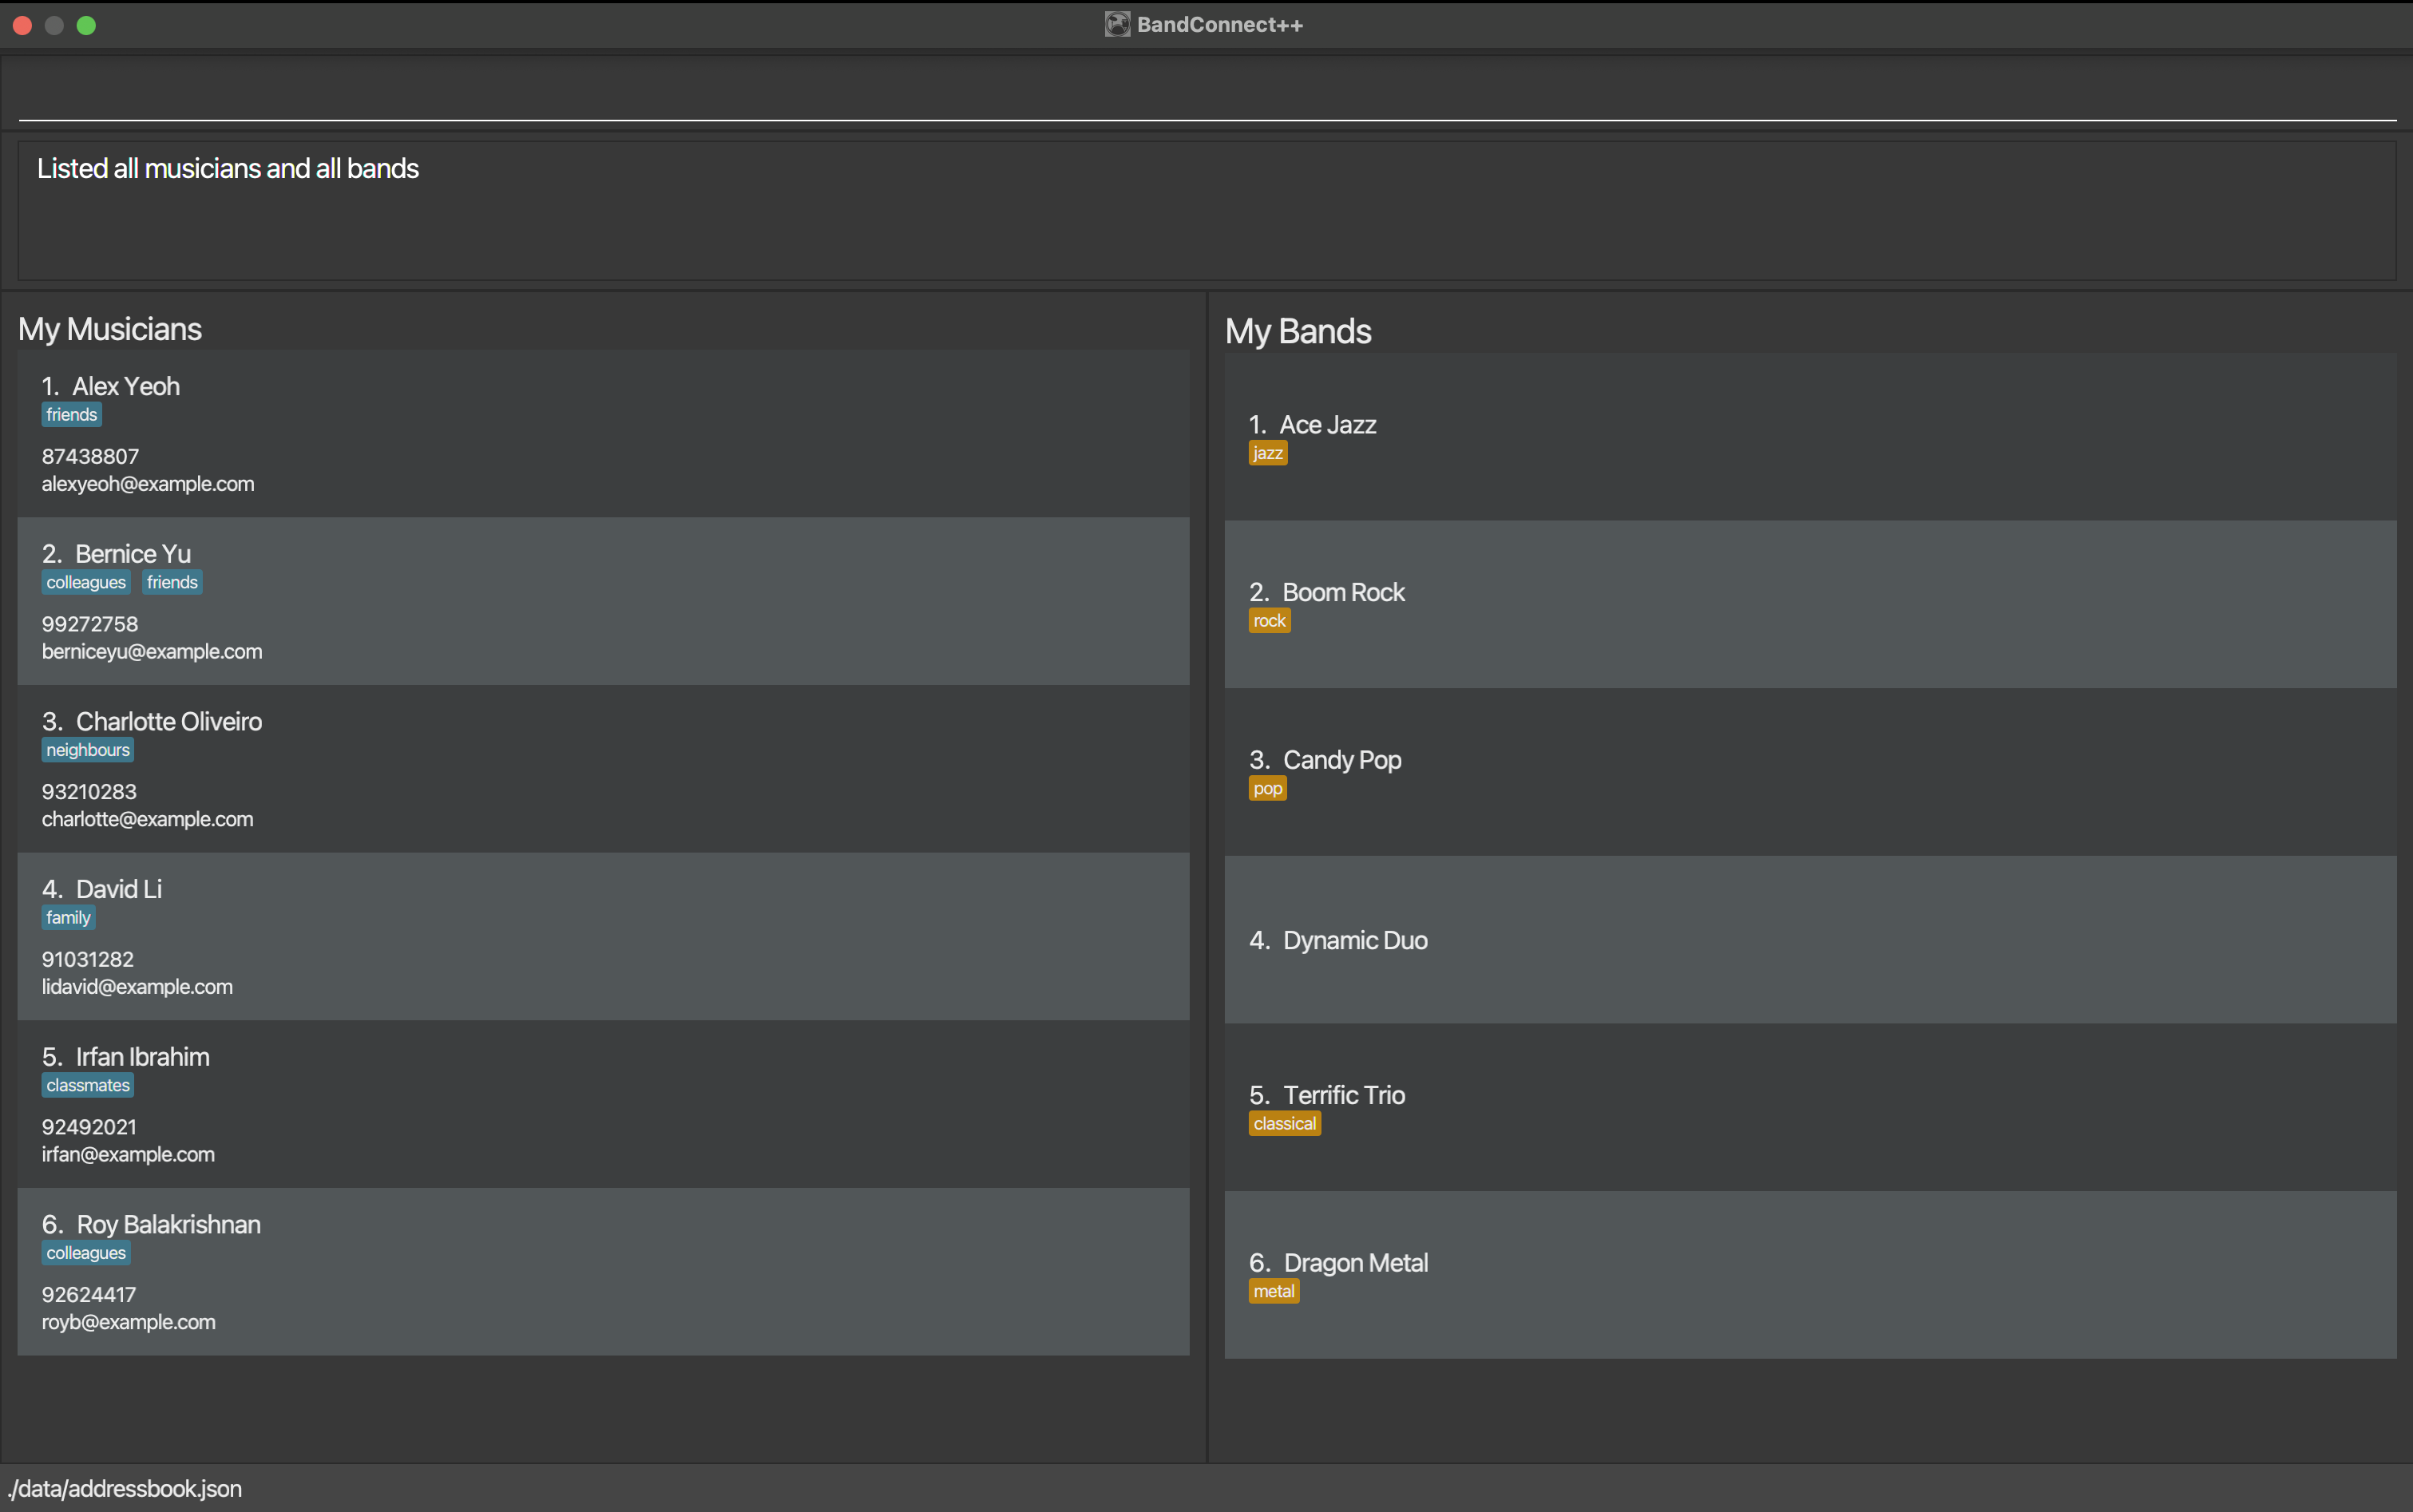 BandConnect++
Listed all musicians and all bands
My Musicians
1. Alex Yeoh
friends
87438807
alexyeoh@example.com
2. Bernice Yu
colleagues friends
99272758
berniceyu@example.com
3. Charlotte Oliveiro
neighbours
93210283
charlotte@example.com
4. David Li
family
91031282
lidavid@example.com
5. Irfan Ibrahim
classmates
92492021
irfan@example.com
6. Roy Balakrishnan
colleagues
92624417
royb@example.com
My Bands
1. Ace Jazz
jazz
2. Boom Rock
rock
3. Candy Pop
pop
4. Dynamic Duo
5. Terrific Trio
classical
6. Dragon Metal
metal
./data/addressbook.json